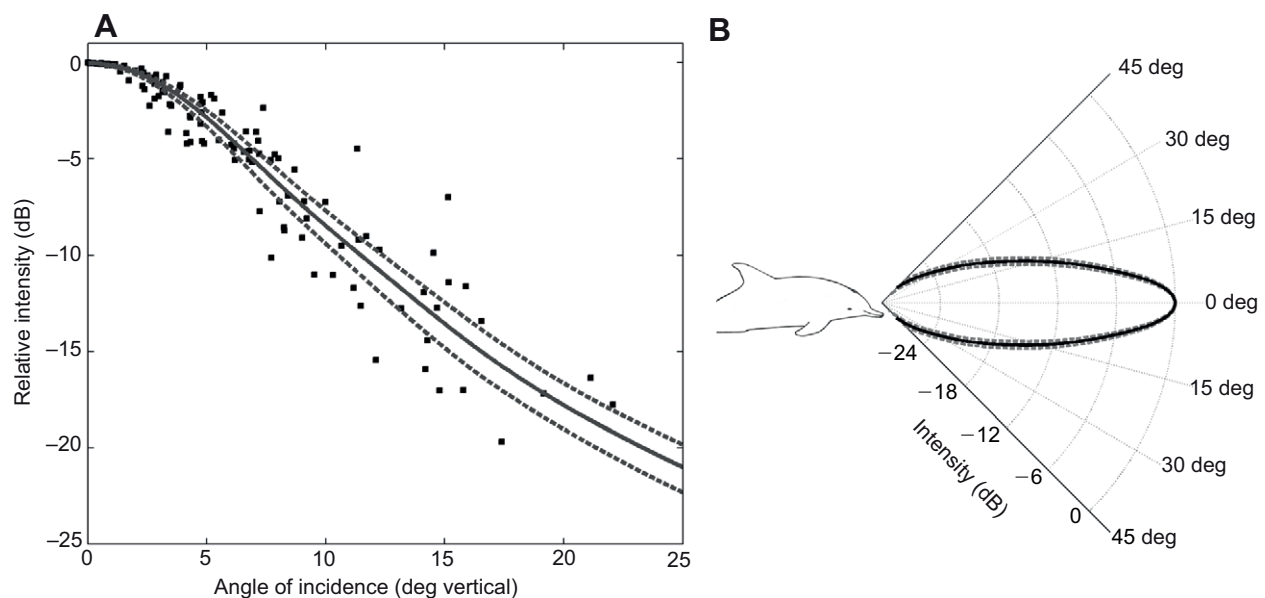 A
0
–5
–10
–15
–20
–25
0
5
10
15
20
25
Relative intensity (dB)
Angle of incidence (deg vertical)
B
45 deg
30 deg
15 deg
0 deg
15 deg
30 deg
45 deg
−24
−18
−12
−6
0
Intensity (dB)